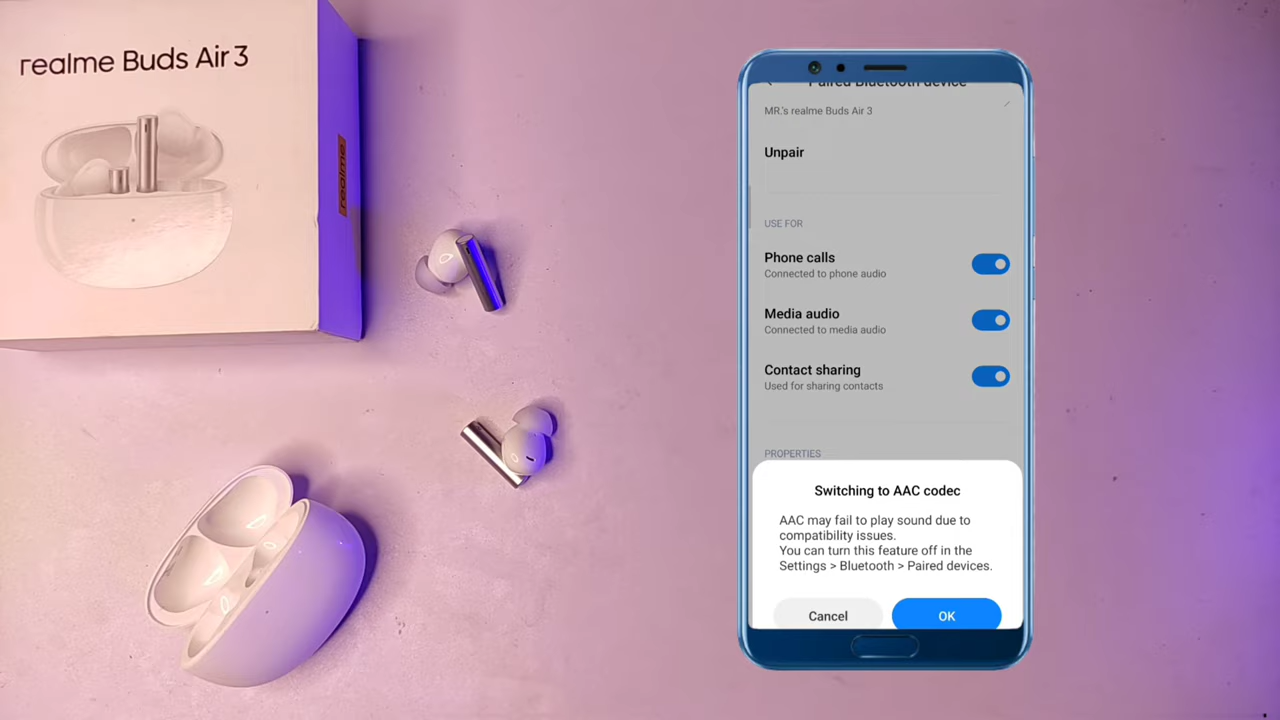 realme Buds Air 3
realme
Paired Bluetooth device
MR.'s realme Buds Air 3
Unpair
USE FOR
Phone calls
Connected to phone audio
Media audio
Connected to media audio
Contact sharing
Used for sharing contacts
PROPERTIES
Switching to AAC codec
AAC may fail to play sound due to
compatibility issues.
You can turn this feature off in the
Settings > Bluetooth > Paired devices.
Cancel
OK